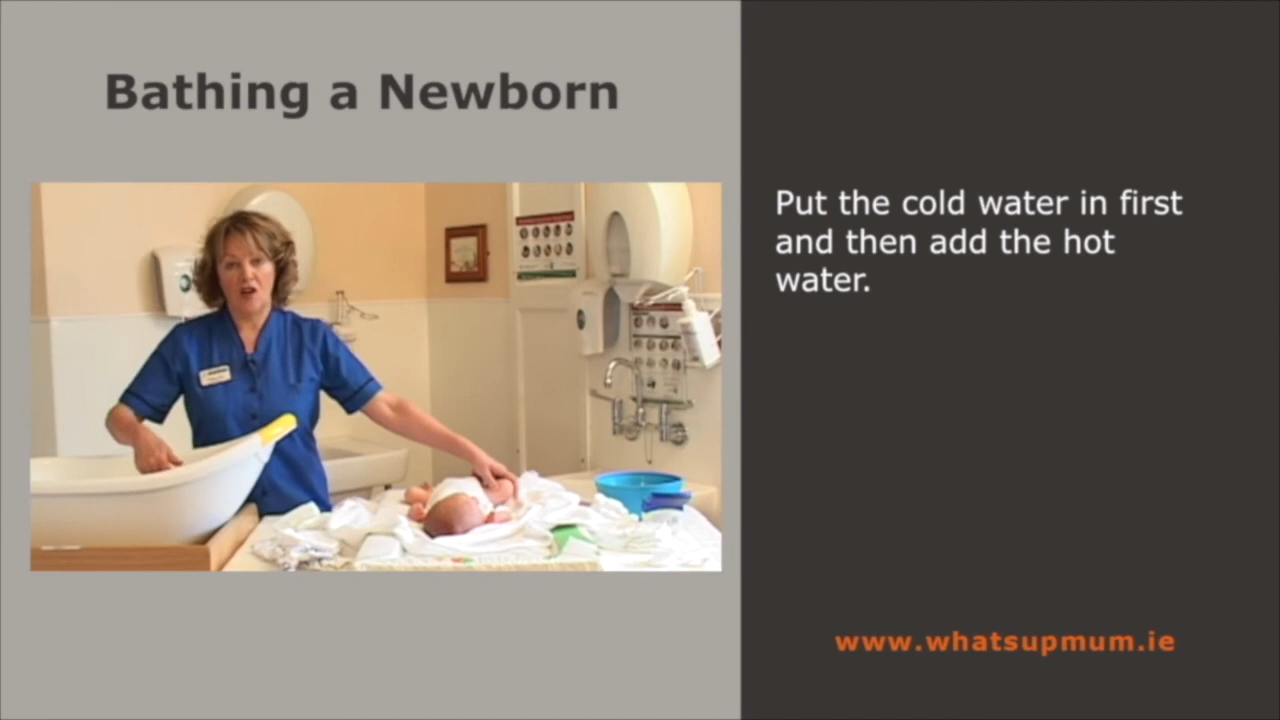 Bathing a Newborn
Put the cold water in first
and then add the hot
water.
www.whatsupmum.ie